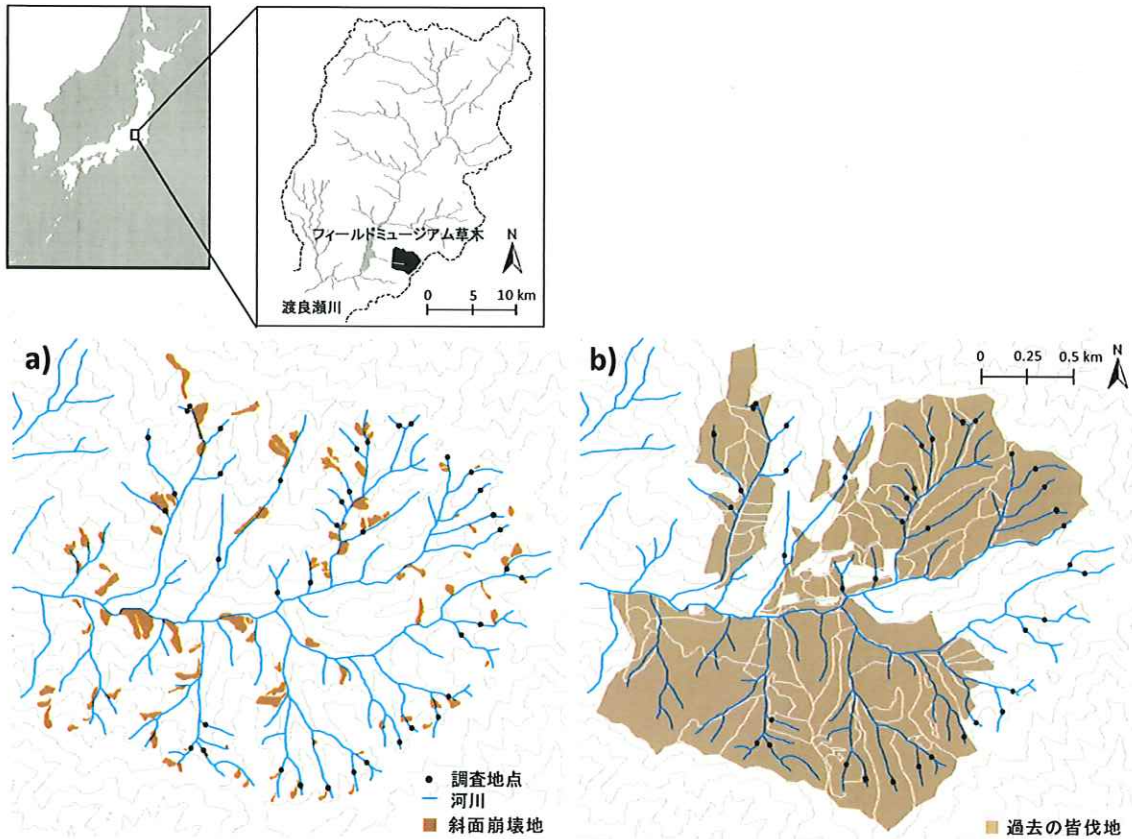 フィールドミュージアム草木
N
渡良瀬川
0 5 10 km
a)
調査地点
河川
斜面崩壊地
b)
0 0.25 0.5 km
N
過去の皆伐地